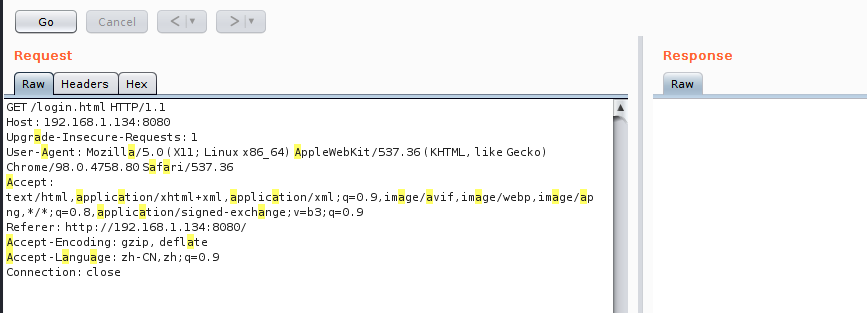 Go Cancel < | ▼ > | ▼
Request Response
Raw Headers Hex Raw
GET /login.html HTTP/1.1
Host: 192.168.1.134:8080
Upgrade-Insecure-Requests: 1
User-Agent: Mozilla/5.0 (X11; Linux x86_64) AppleWebKit/537.36 (KHTML, like Gecko)
Chrome/98.0.4758.80 Safari/537.36
Accept:
text/html,application/xhtml+xml,application/xml;q=0.9,image/avif,image/webp,image/ap
ng,*/*;q=0.8,application/signed-exchange;v=b3;q=0.9
Referer: http://192.168.1.134:8080/
Accept-Encoding: gzip, deflate
Accept-Language: zh-CN,zh;q=0.9
Connection: close